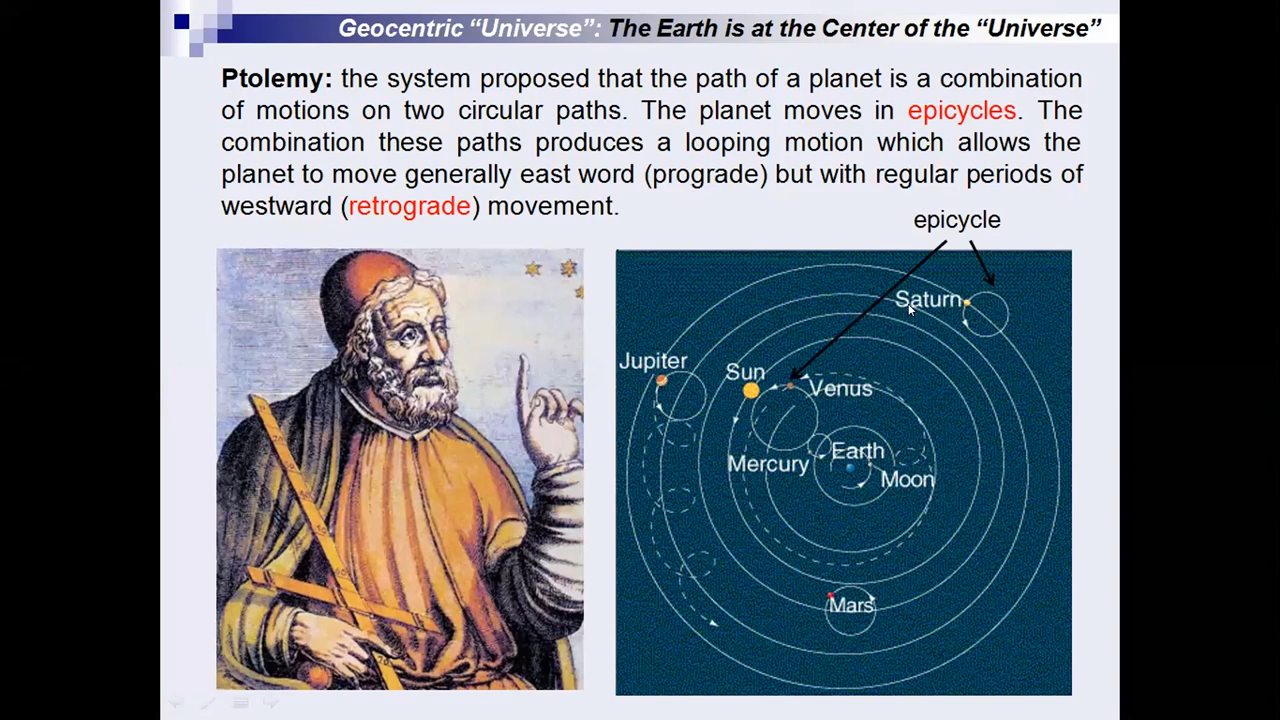 Geocentric “Universe”: The Earth is at the Center of the “Universe”
Ptolemy: the system proposed that the path of a planet is a combination
of motions on two circular paths. The planet moves in epicycles. The
combination these paths produces a looping motion which allows the
planet to move generally east word (prograde) but with regular periods of
westward (retrograde) movement.
epicycle
Saturn
Jupiter
Sun
Venus
Earth
Mercury
Moon
Mars